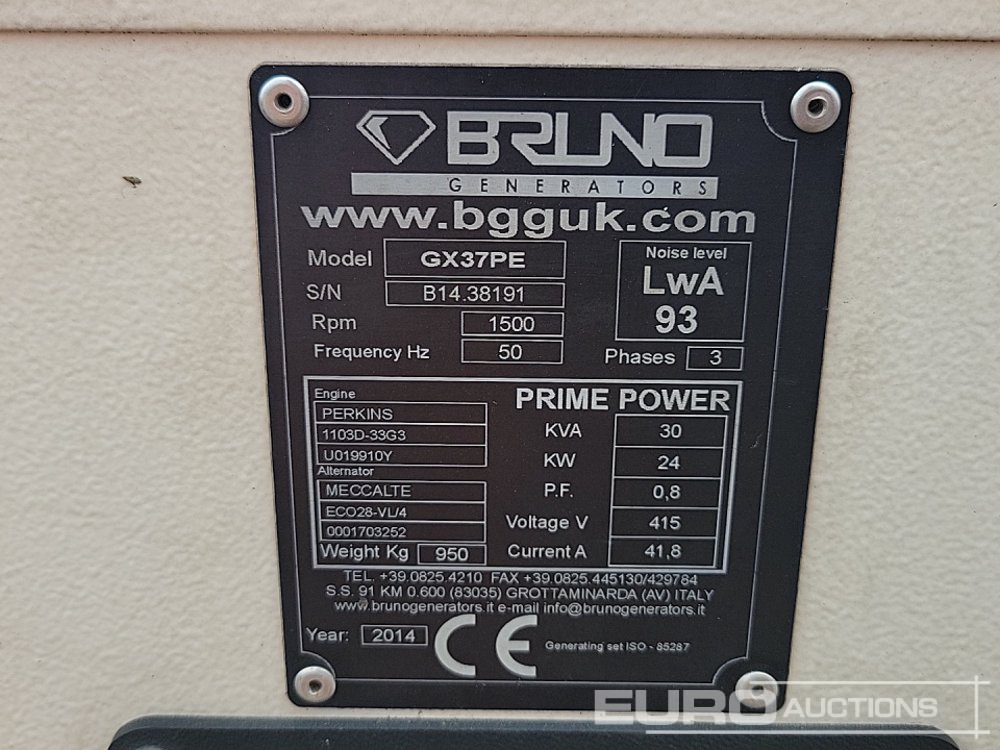 BRUNO
GENERATORS
www.bgguk.com
Model GX37PE
S/N B14.38191
Rpm 1500
Frequency Hz 50
Noise level
LwA
93
Phases 3
Engine
PERKINS
1103D-33G3
U019910Y
Alternator
MECCALTE
ECO28-VL/4
0001703252
Weight Kg 950
PRIME POWER
KVA 30
KW 24
P.F. 0,8
Voltage V 415
Current A 41,8
TEL. +39.0825.4210 FAX +39.0825.445130/429784
S.S. 91 KM 0.600 (83035) GROTTAMINARDA (AV) ITALY
www.brunogenerators.it e-mail info@brunogenerators.it
Year: 2014 CE Generating set ISO - 85287
EURO AUCTIONS